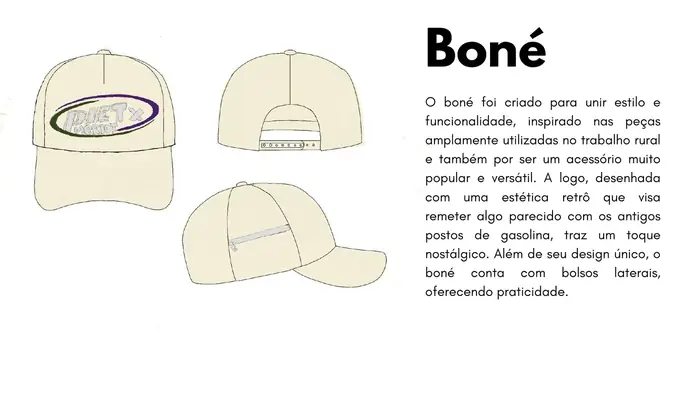 Boné
O boné foi criado para unir estilo e
funcionalidade, inspirado nas peças
amplamente utilizadas no trabalho rural
e também por ser um acessório muito
popular e versátil. A logo, desenhada
com uma estética retrô que visa
remeter algo parecido com os antigos
postos de gasolina, traz um toque
nostálgico. Além de seu design único, o
boné conta com bolsos laterais,
oferecendo praticidade.